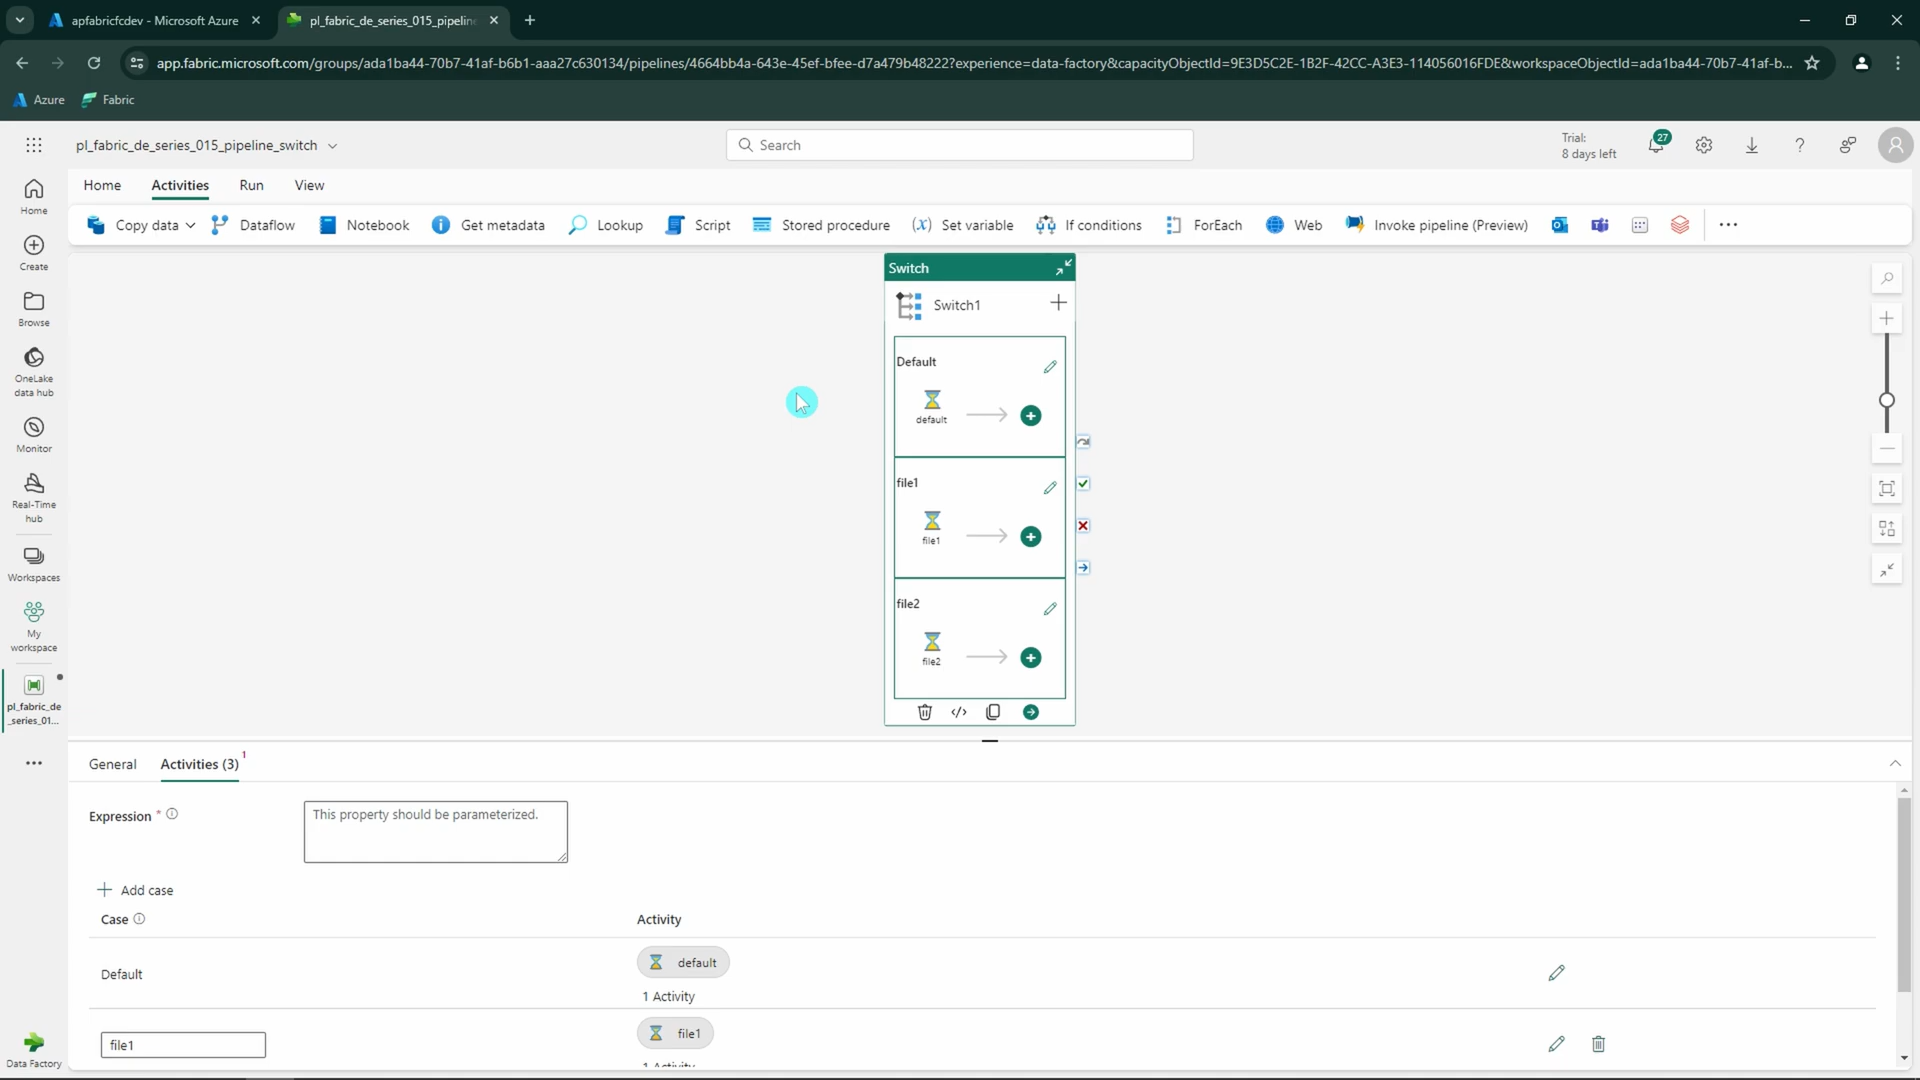 apfabricfcdev - Microsoft Azure
pl_fabric_de_series_015_pipelin
app.fabric.microsoft.com/groups/ada1ba44-70b7-41af-b6b1-aaa27c630134/pipelines/4664bb4a-643e-45ef-bfee-d7a479b48222?experience=data-factory&capacityObjectId=9E3D5C2E-1B2F-42CC-A3E3-114056016FDE&workspaceObjectId=ada1ba44-70b7-41af-b...
Azure
Fabric
pl_fabric_de_series_015_pipeline_switch
Search
Trial:
8 days left
27
?
Home
Activities
Run
View
Copy data
Dataflow
Notebook
Get metadata
Lookup
Script
Stored procedure
(x) Set variable
If conditions
ForEach
Web
Invoke pipeline (Preview)
...
Home
Create
Browse
OneLake
data hub
Monitor
Real-Time
hub
Workspaces
My
workspace
pl_fabric_de
_series_01...
...
Data Factory
Switch
Switch1
Default
default
file1
file1
file2
file2
</>
General
Activities (3) 1
Expression *
This property should be parameterized.
Add case
Case
Activity
Default
default
1 Activity
file1
file1
1 Activity